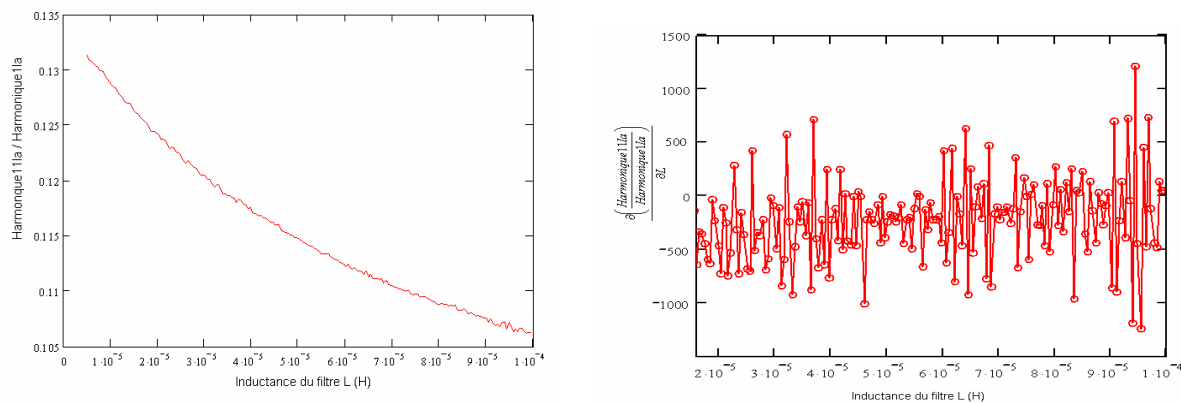 0.135
0.13
0.125
0.12
0.115
0.11
0.105
Harmonque11Ia / Harmonique1Ia
0 1·10⁻⁵ 2·10⁻⁵ 3·10⁻⁵ 4·10⁻⁵ 5·10⁻⁵ 6·10⁻⁵ 7·10⁻⁵ 8·10⁻⁵ 9·10⁻⁵ 1·10⁻⁴
Inductance du filtre L (H)
1500
1000
500
0
−500
−1000
∂(Harmonique11Ia / Harmonique1Ia)
∂L
2·10⁻⁵ 3·10⁻⁵ 4·10⁻⁵ 5·10⁻⁵ 6·10⁻⁵ 7·10⁻⁵ 8·10⁻⁵ 9·10⁻⁵ 1·10⁻⁴
Inductance du filtre L (H)